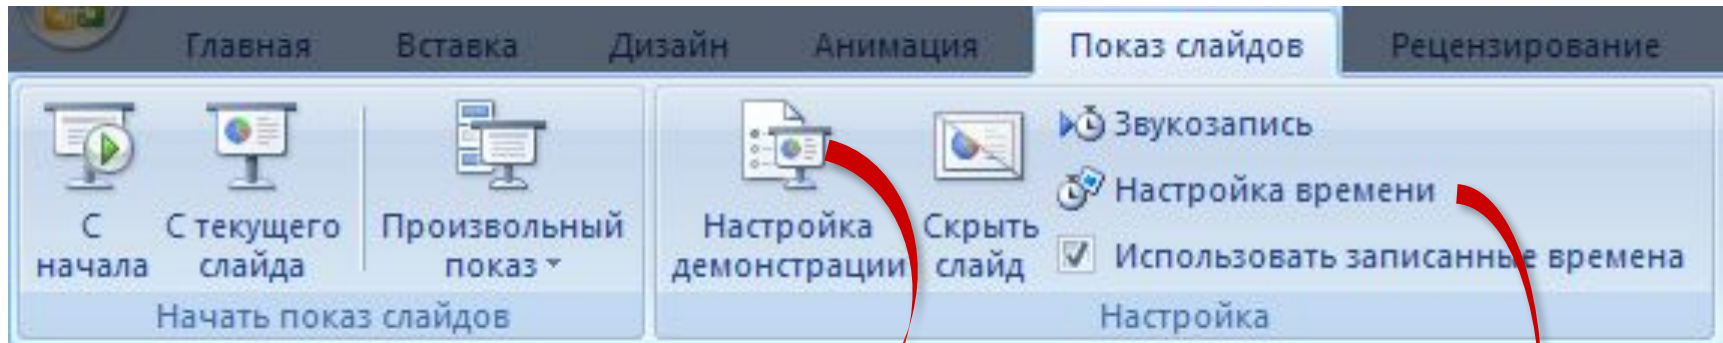 Главная Вставка Дизайн Анимация Показ слайдов Рецензирование
С
начала
С текущего
слайда
Произвольный
показ
Начать показ слайдов
Настройка
демонстрации
Скрыть
слайд
Звукозапись
Настройка времени
Использовать записанные времена
Настройка